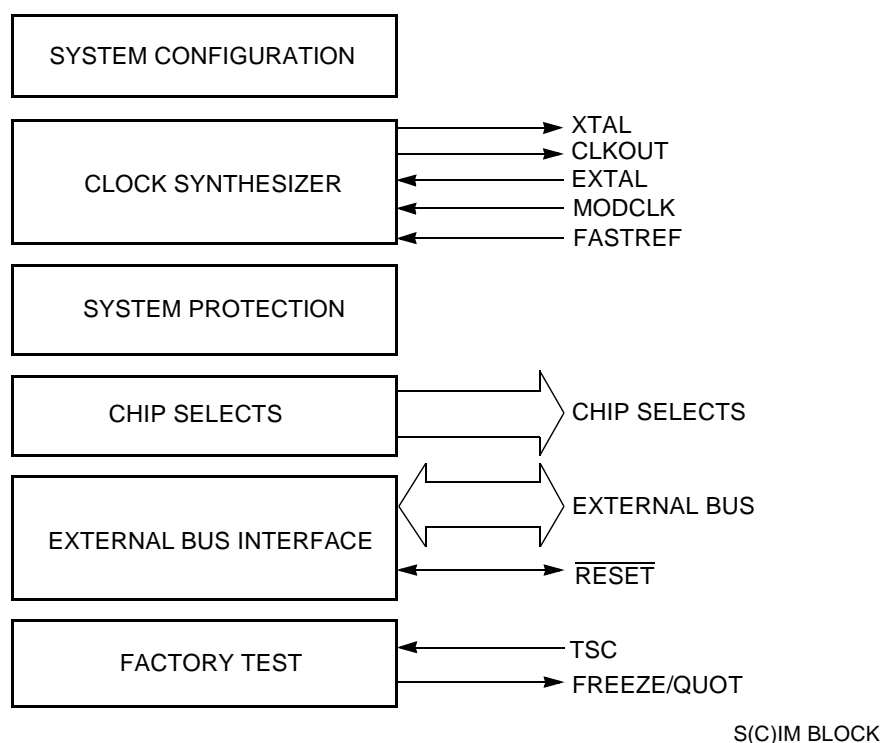 SYSTEM CONFIGURATION
CLOCK SYNTHESIZER
XTAL
CLKOUT
EXTAL
MODCLK
FASTREF
SYSTEM PROTECTION
CHIP SELECTS
CHIP SELECTS
EXTERNAL BUS INTERFACE
EXTERNAL BUS
RESET
FACTORY TEST
TSC
FREEZE/QUOT
S(C)IM BLOCK